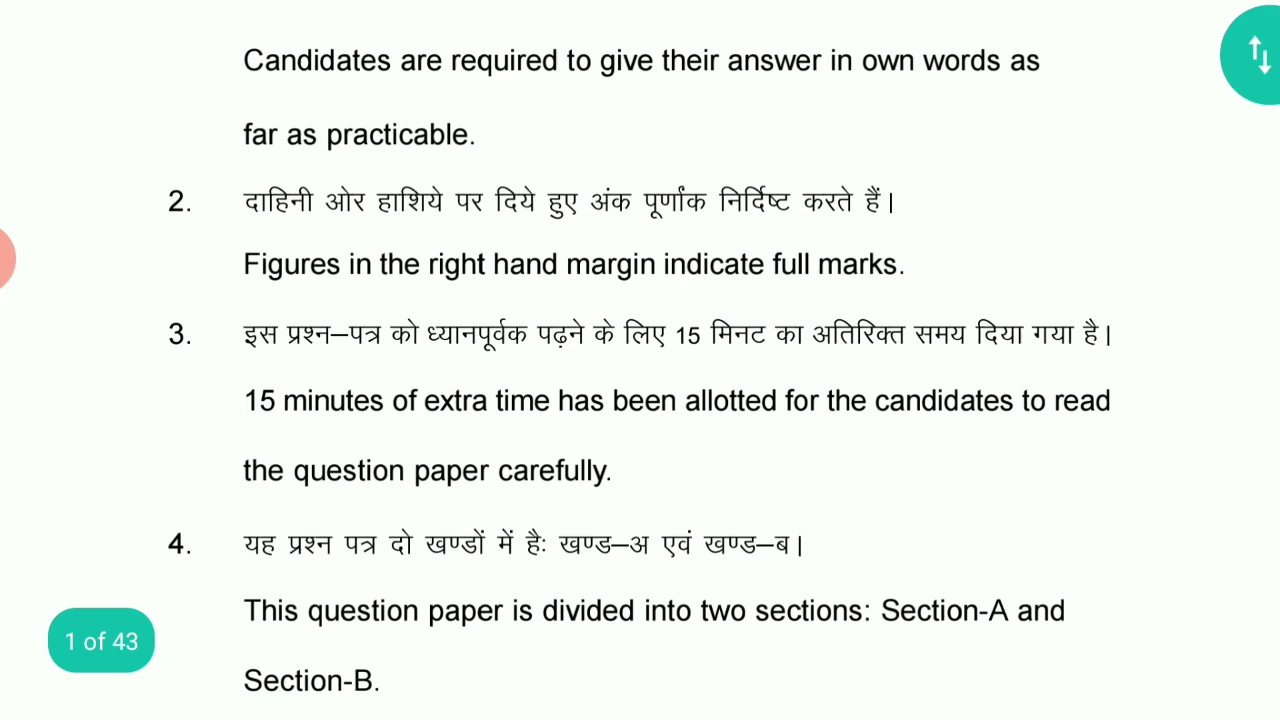 Candidates are required to give their answer in own words as
far as practicable.
2. दाहिनी ओर हाशिये पर दिये हुए अंक पूर्णांक निर्दिष्ट करते हैं।
Figures in the right hand margin indicate full marks.
3. इस प्रश्न–पत्र को ध्यानपूर्वक पढ़ने के लिए 15 मिनट का अतिरिक्त समय दिया गया है।
15 minutes of extra time has been allotted for the candidates to read
the question paper carefully.
4. यह प्रश्न पत्र दो खण्डों में हैः खण्ड–अ एवं खण्ड–ब।
This question paper is divided into two sections: Section-A and
1 of 43
Section-B.